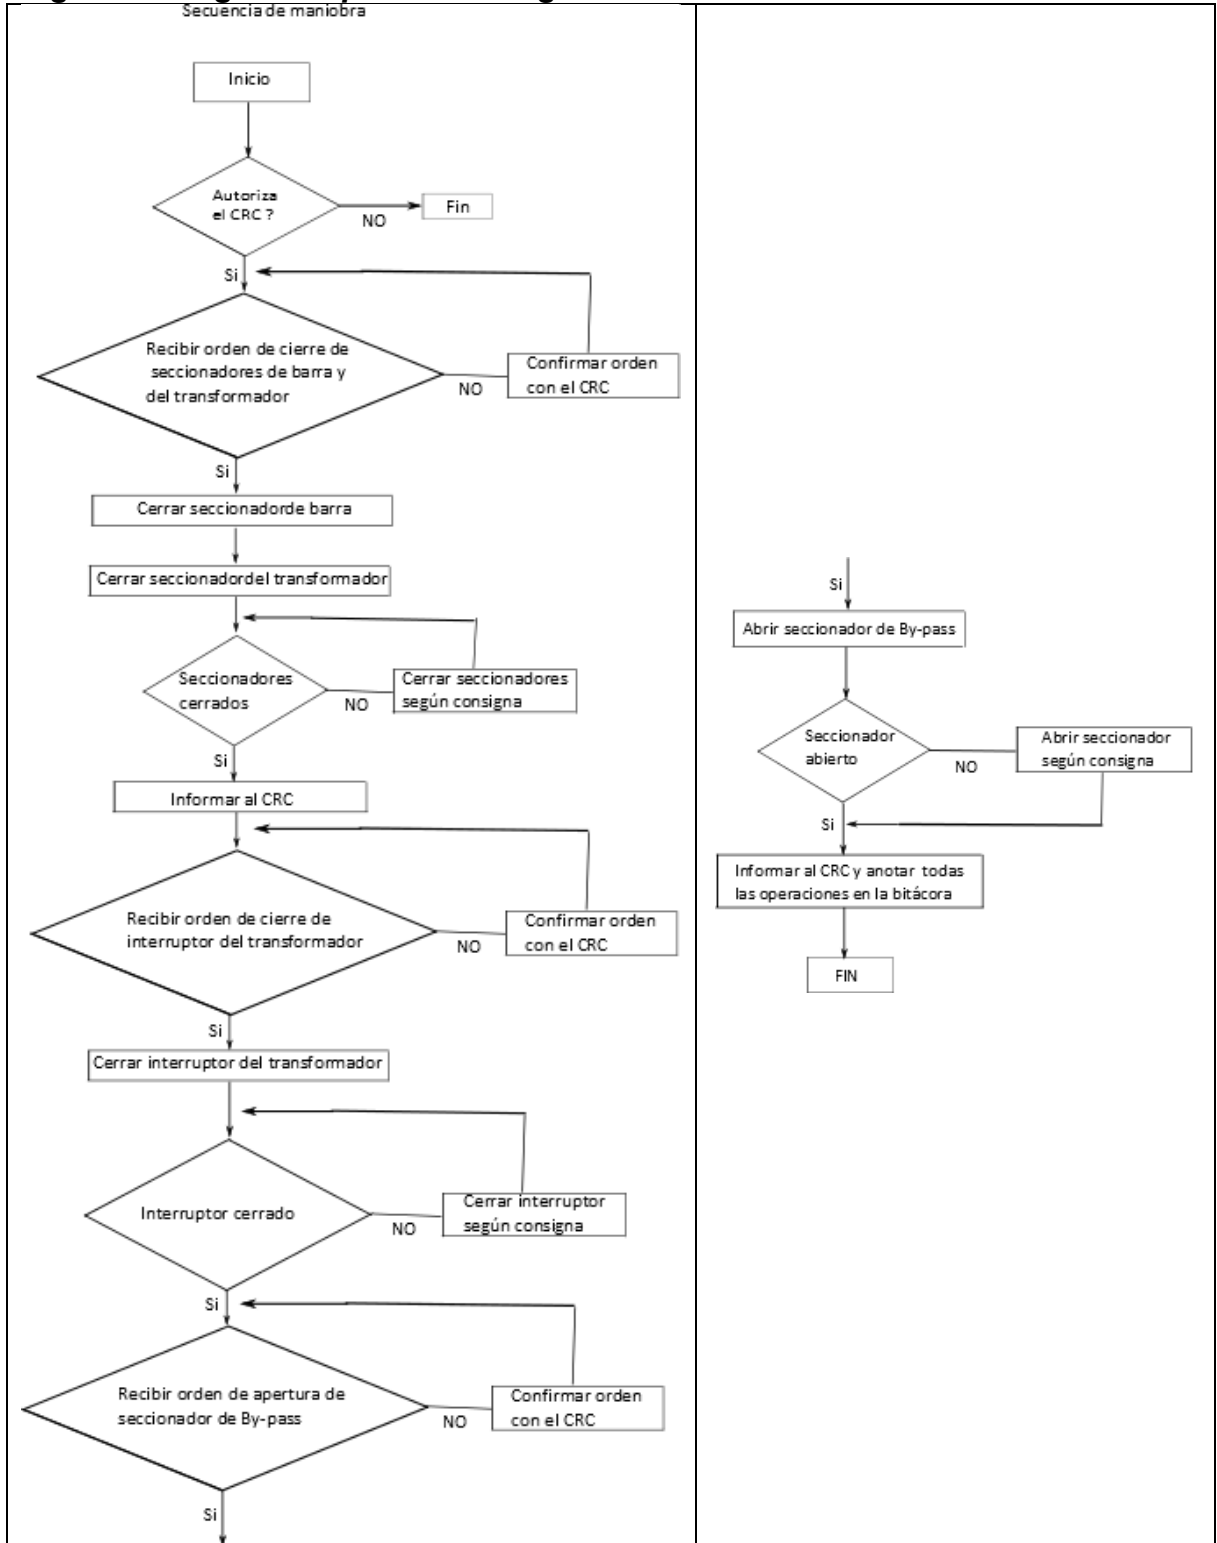 Secuencia de maniobra
Inicio
Autoriza
el CRC ?
NO
Fin
Si
Recibir orden de cierre de
seccionadores de barra y
del transformador
NO
Confirmar orden
con el CRC
Si
Cerrar seccionadorde barra
Cerrar seccionadordel transformador
Seccionadores
cerrados
NO
Cerrar seccionadores
según consigna
Si
Informar al CRC
Recibir orden de cierre de
interruptor del transformador
NO
Confirmar orden
con el CRC
Si
Cerrar interruptor del transformador
Interruptor cerrado
NO
Cerrar interruptor
según consigna
Si
Recibir orden de apertura de
seccionador de By-pass
NO
Confirmar orden
con el CRC
Si
Si
Abrir seccionador de By-pass
Seccionador
abierto
NO
Abrir seccionador
según consigna
Si
Informar al CRC y anotar todas
las operaciones en la bitácora
FIN